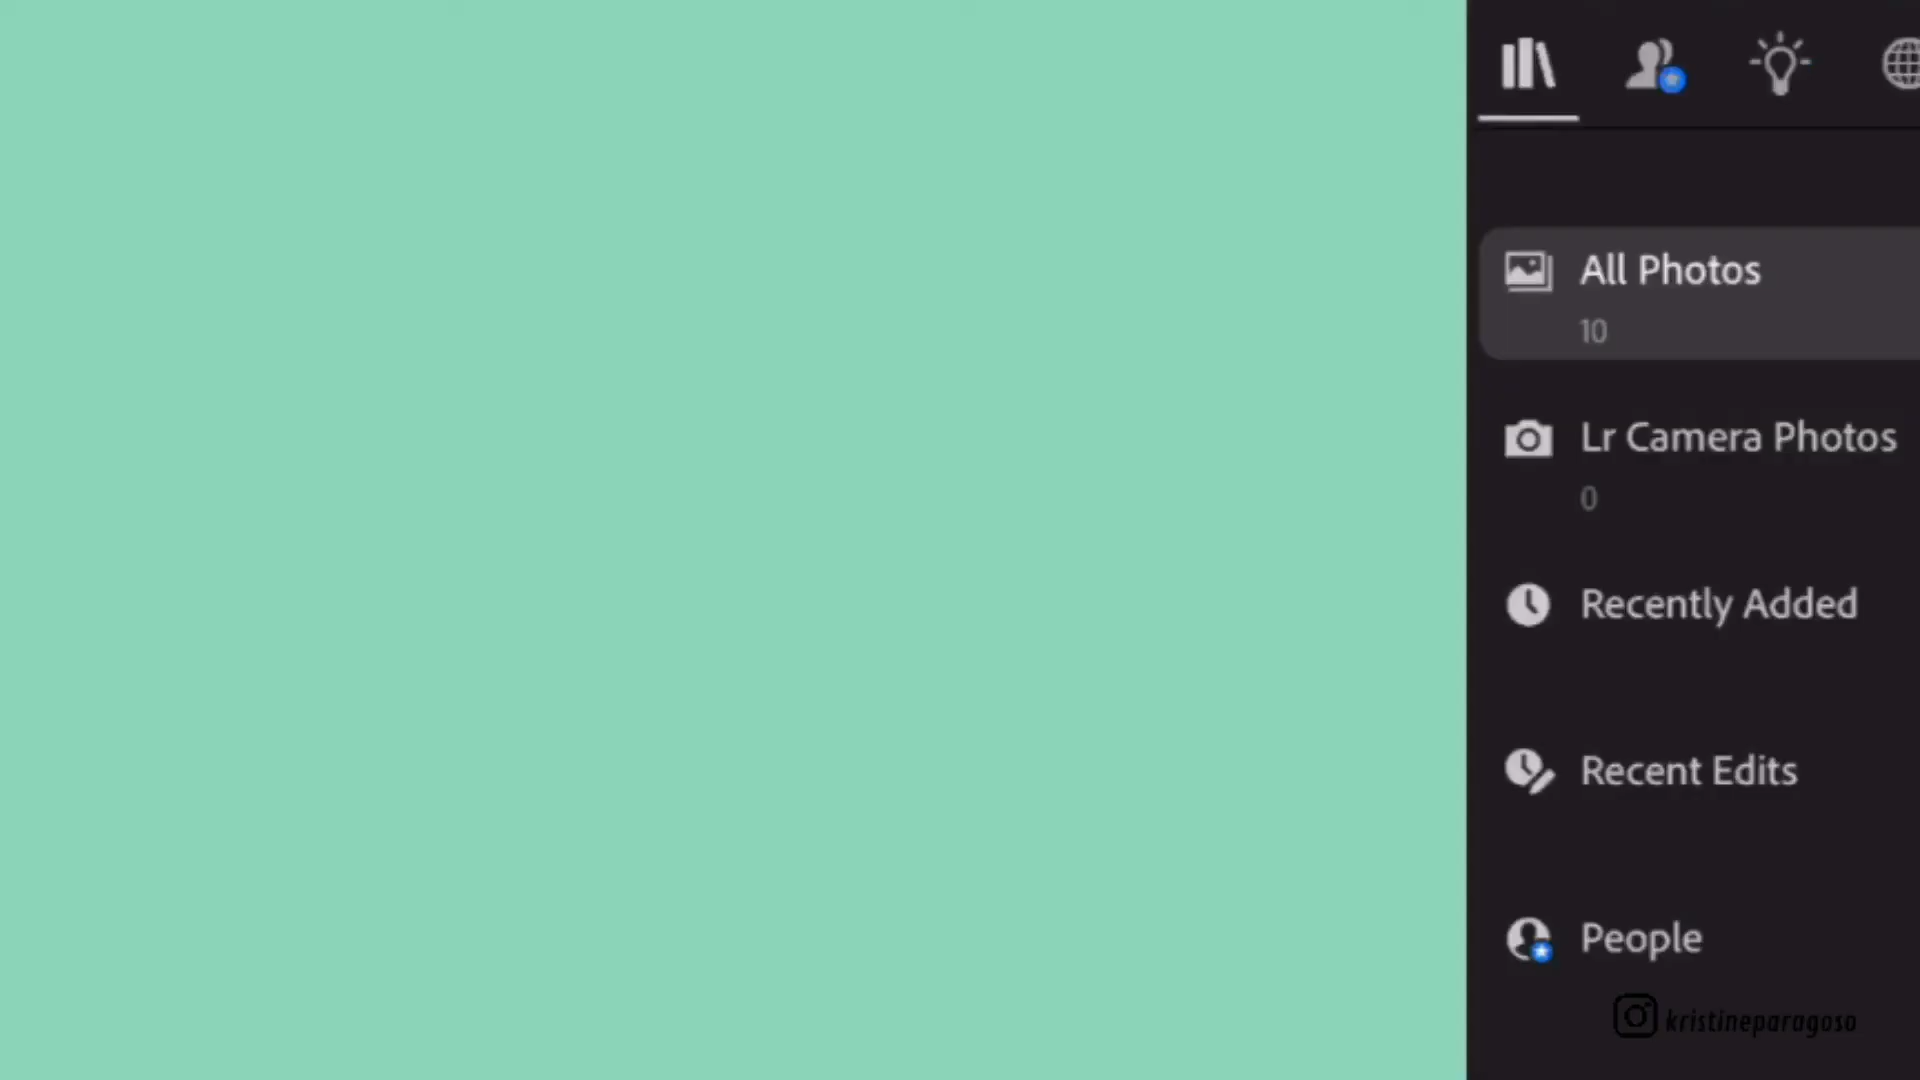 All Photos
10
Lr Camera Photos
0
Recently Added
Recent Edits
People
kristineparagoso